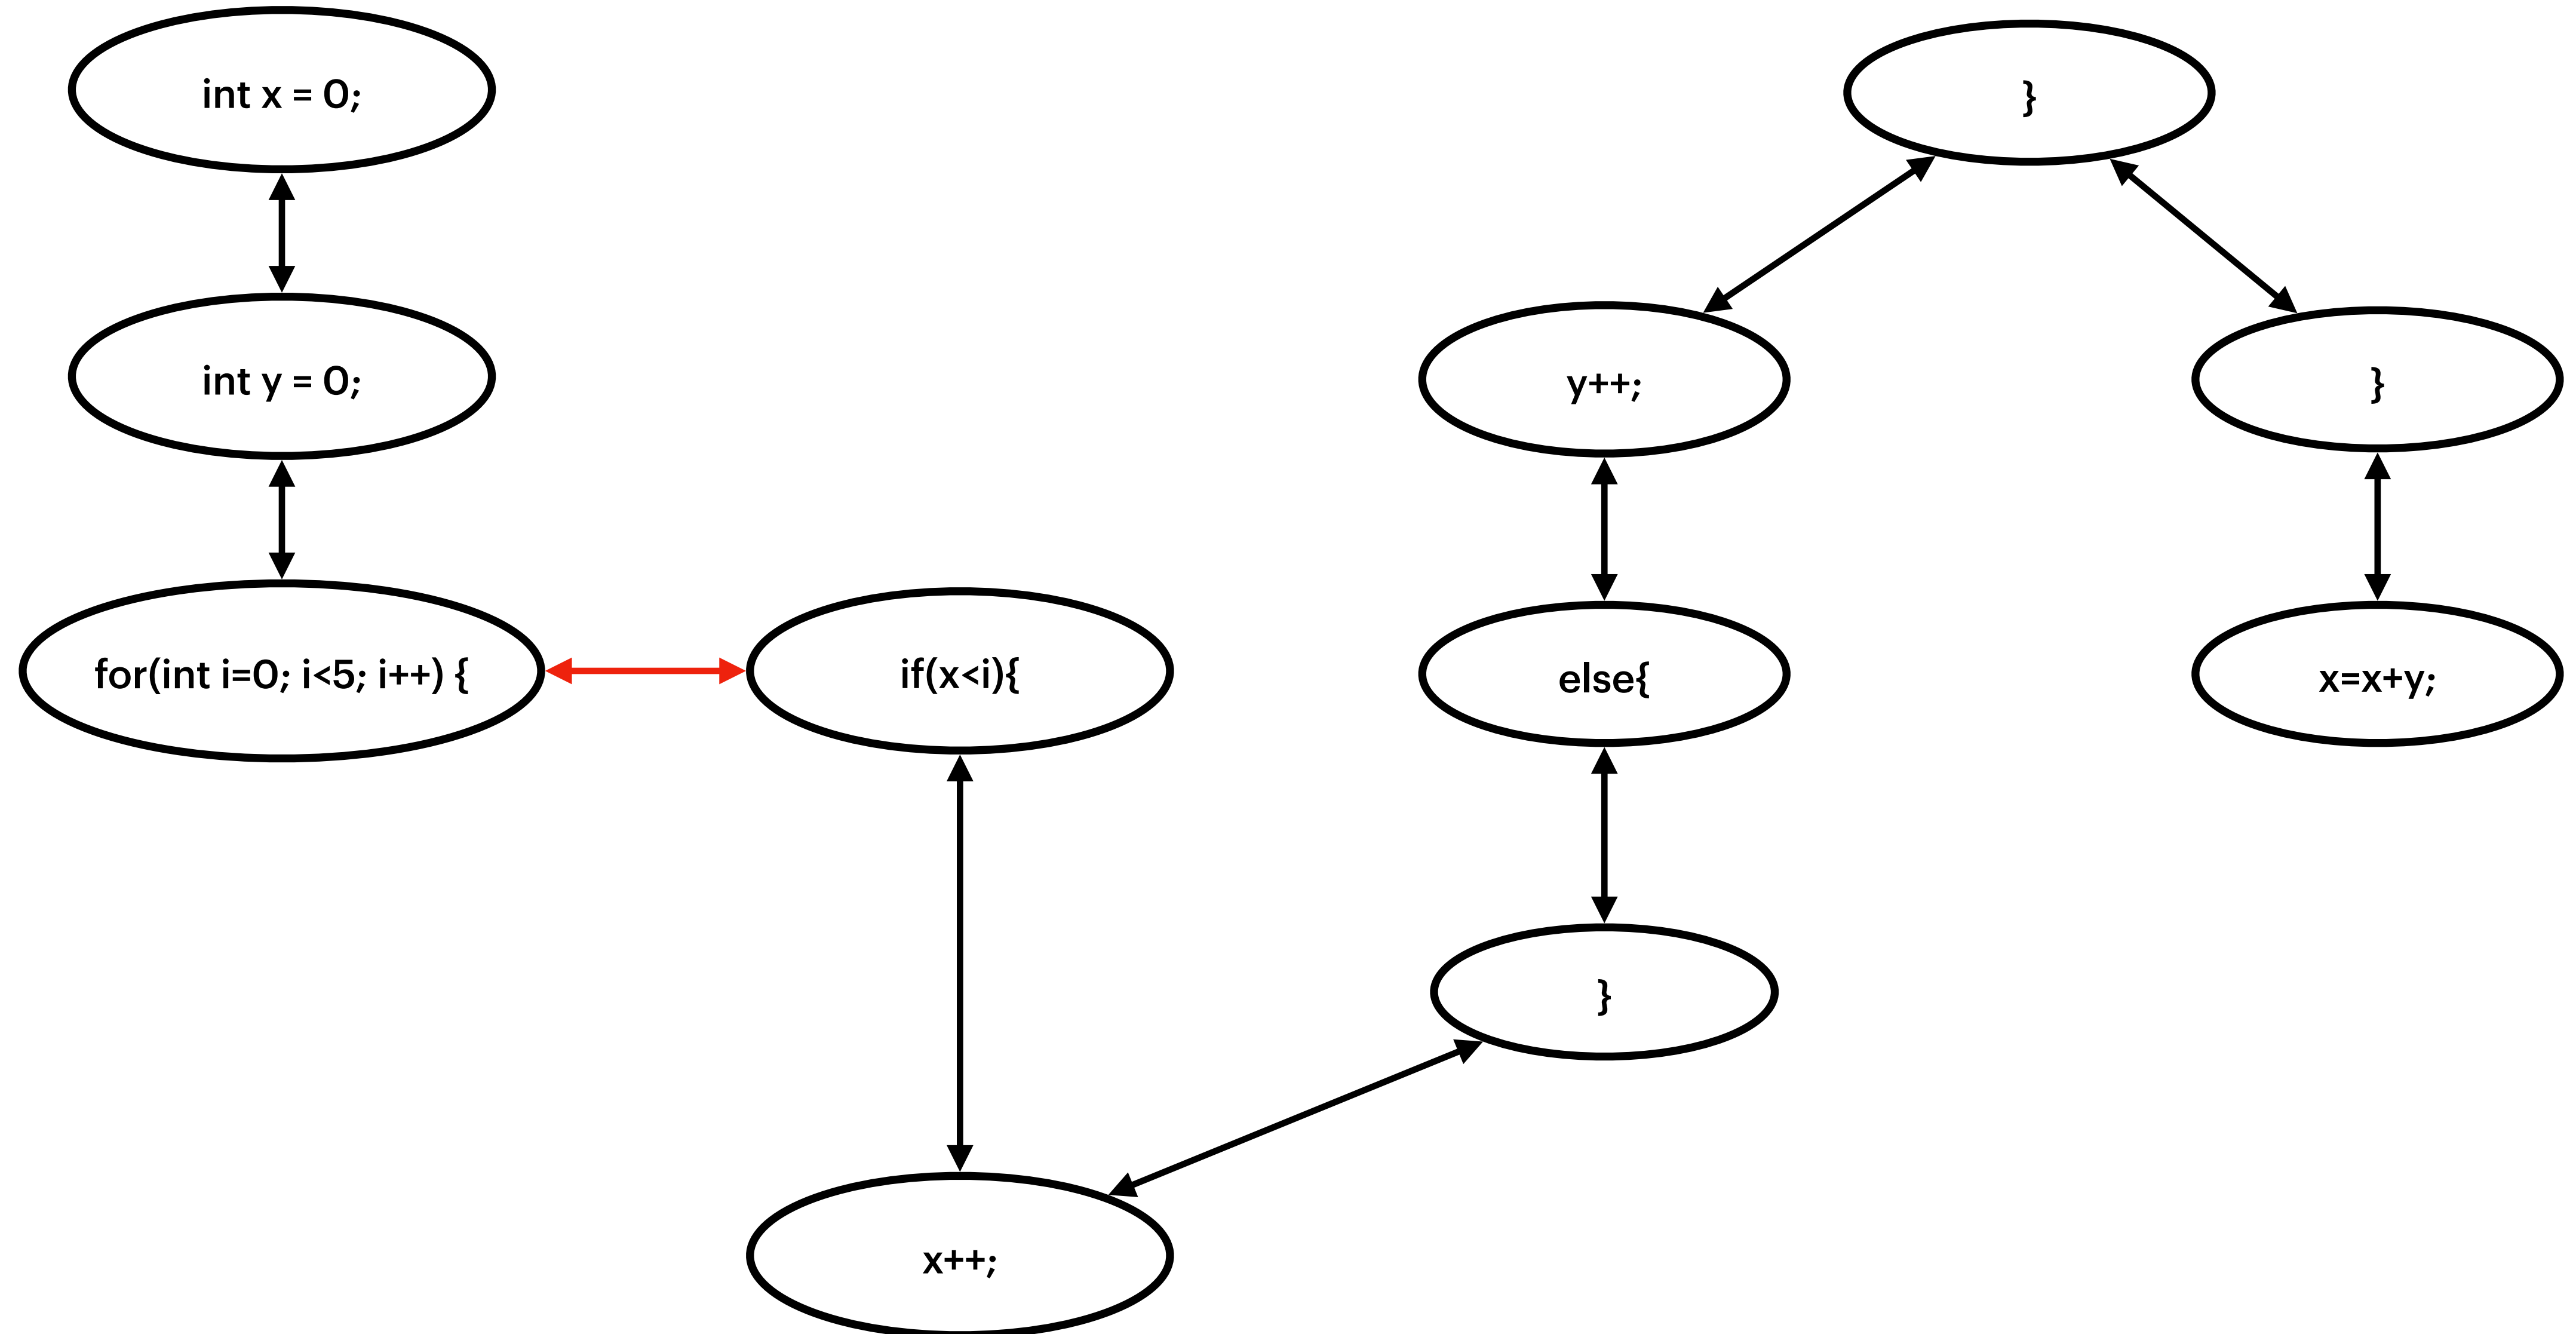 int x = 0;
int y = 0;
for(int i=0; i<5; i++) {
if(x<i){
x++;
}
else{
y++;
}
}
x=x+y;